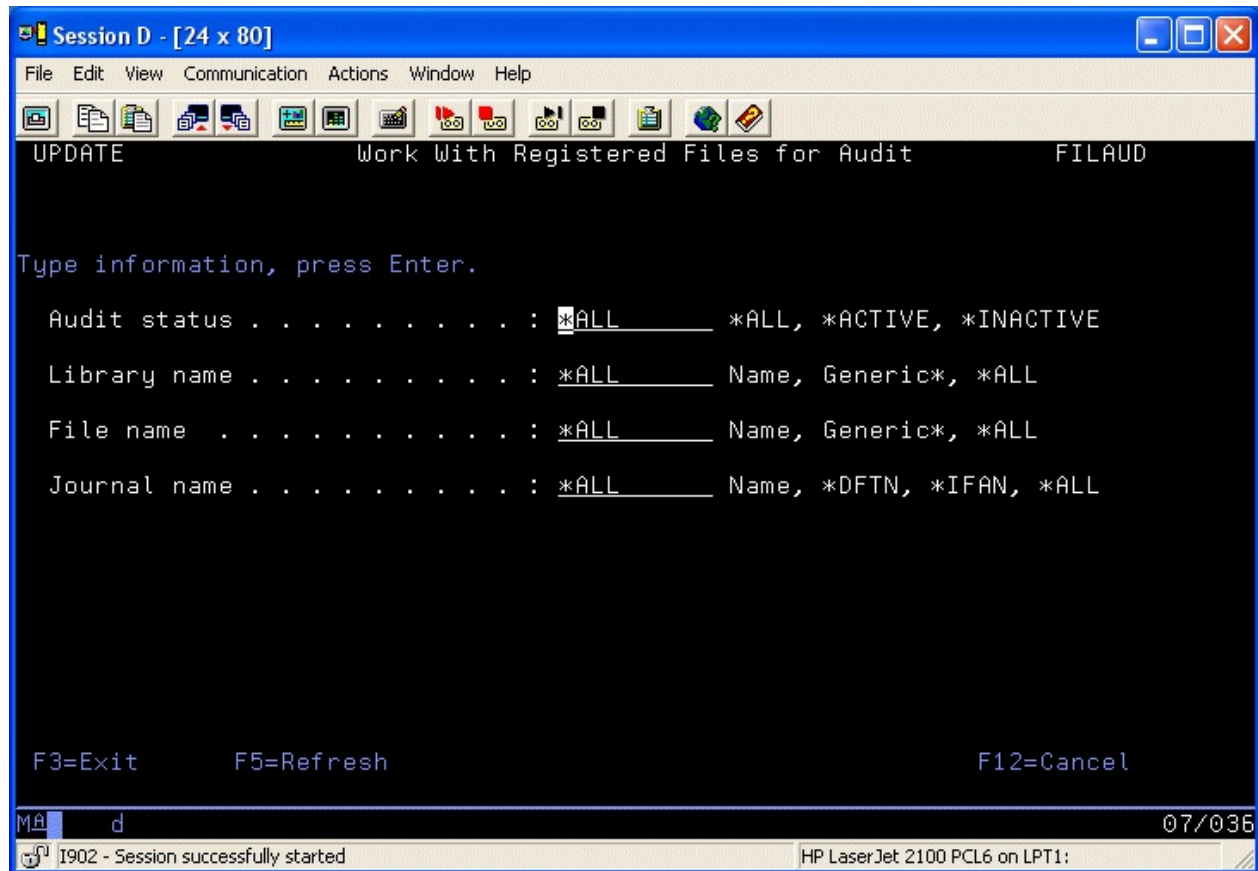 Session D - [24 x 80]
File Edit View Communication Actions Window Help
UPDATE Work With Registered Files for Audit FILAUD
Type information, press Enter.
Audit status . . . . . . . . . : *ALL *ALL, *ACTIVE, *INACTIVE
Library name . . . . . . . . . : *ALL Name, Generic*, *ALL
File name . . . . . . . . . . : *ALL Name, Generic*, *ALL
Journal name . . . . . . . . . : *ALL Name, *DFTN, *IFAN, *ALL
F3=Exit F5=Refresh F12=Cancel
MA d 07/036
I902 - Session successfully started HP LaserJet 2100 PCL6 on LPT1: